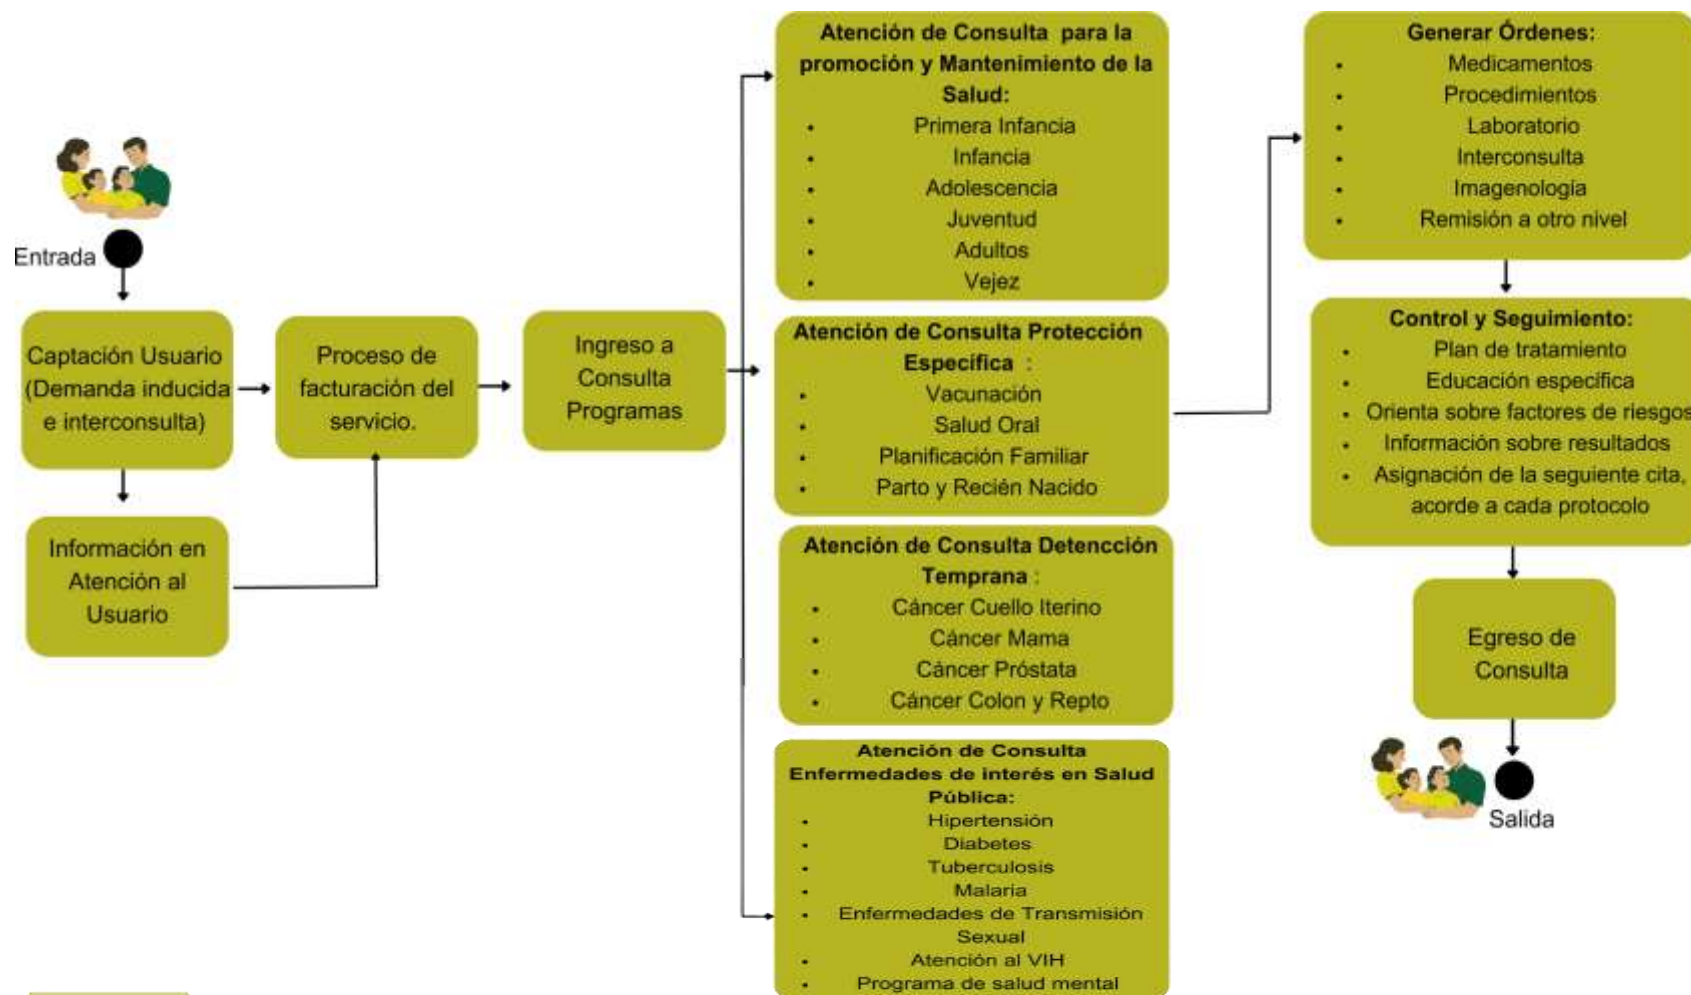 Entrada
Captación Usuario
(Demanda inducida
e interconsulta)
Información en
Atención al
Usuario
Proceso de
facturación del
servicio.
Ingreso a
Consulta
Programas
Atención de Consulta para la
promoción y Mantenimiento de la
Salud:
• Primera Infancia
• Infancia
• Adolescencia
• Juventud
• Adultos
• Vejez
Atención de Consulta Protección
Específica :
• Vacunación
• Salud Oral
• Planificación Familiar
• Parto y Recién Nacido
Atención de Consulta Detencción
Temprana :
• Cáncer Cuello Iterino
• Cáncer Mama
• Cáncer Próstata
• Cáncer Colon y Repto
Atención de Consulta
Enfermedades de interés en Salud
Pública:
• Hipertensión
• Diabetes
• Tuberculosis
• Malaria
• Enfermedades de Transmisión
Sexual
• Atención al VIH
• Programa de salud mental
Generar Órdenes:
• Medicamentos
• Procedimientos
• Laboratorio
• Interconsulta
• Imagenología
• Remisión a otro nivel
Control y Seguimiento:
• Plan de tratamiento
• Educación específica
• Orienta sobre factores de riesgos
• Información sobre resultados
• Asignación de la seguiente cita,
acorde a cada protocolo
Egreso de
Consulta
Salida